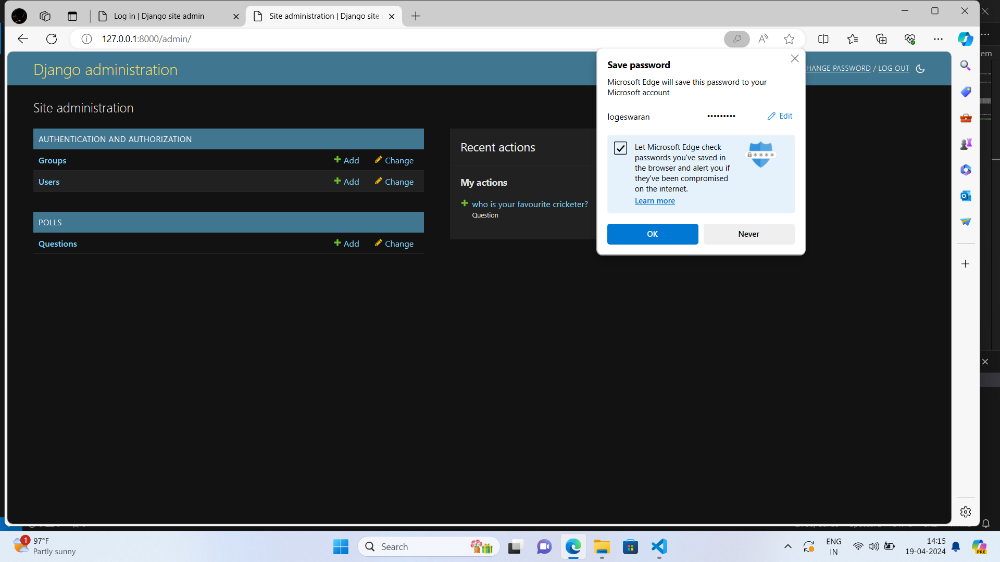 Log in | Django site admin
Site administration | Django site
127.0.0.1:8000/admin/
Django administration
HANGE PASSWORD / LOG OUT
Site administration
AUTHENTICATION AND AUTHORIZATION
Groups
Add
Change
Users
Add
Change
POLLS
Questions
Add
Change
Recent actions
My actions
who is your favourite cricketer?
Question
Save password
Microsoft Edge will save this password to your
Microsoft account
logeswaran
•••••••••
Edit
Let Microsoft Edge check
passwords you've saved in
the browser and alert you if
they've been compromised
on the internet.
Learn more
OK
Never
1
97°F
Partly sunny
Search
ENG
IN
14:15
19-04-2024
PRE